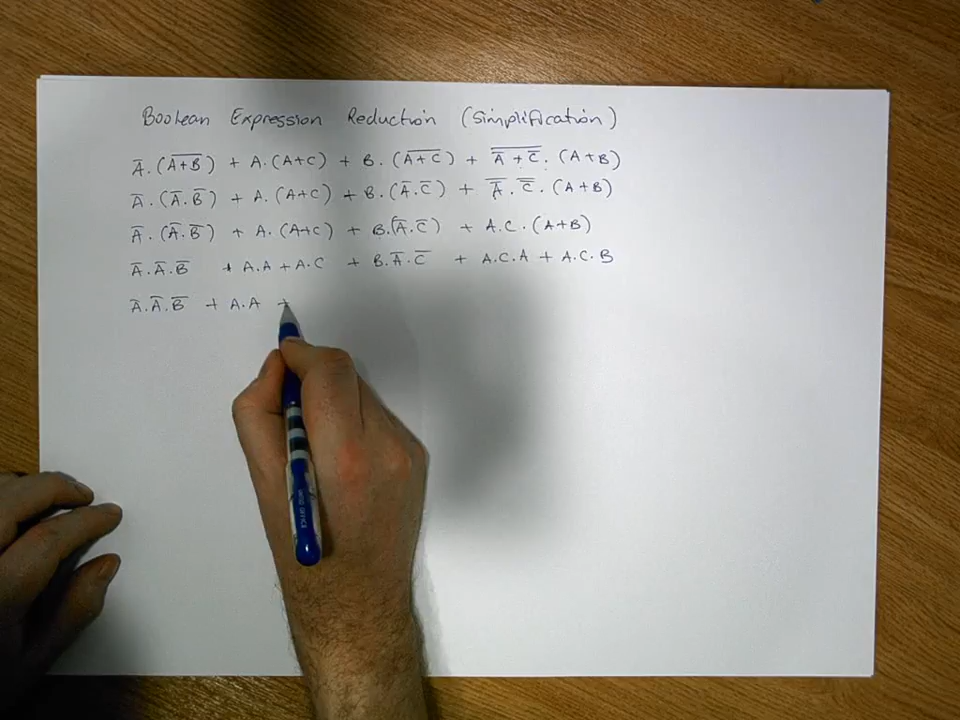 Boolean Expression Reduction (Simplification)
A̅.(A̅+̅B̅) + A.(A+C) + B.(A̅+̅C̅) + A̿ ̅+̅ C̿.(A+B)
A̅.(A̅.B̅) + A.(A+C) + B.(A̅.C̅) + A̿.C̿.(A+B)
A̅.(A̅.B̅) + A.(A+C) + B.(A̅.C̅) + A.C.(A+B)
A̅.A̅.B̅ + A.A + A.C + B.A̅.C̅ + A.C.A + A.C.B
A̅.A̅.B̅ + A.A +